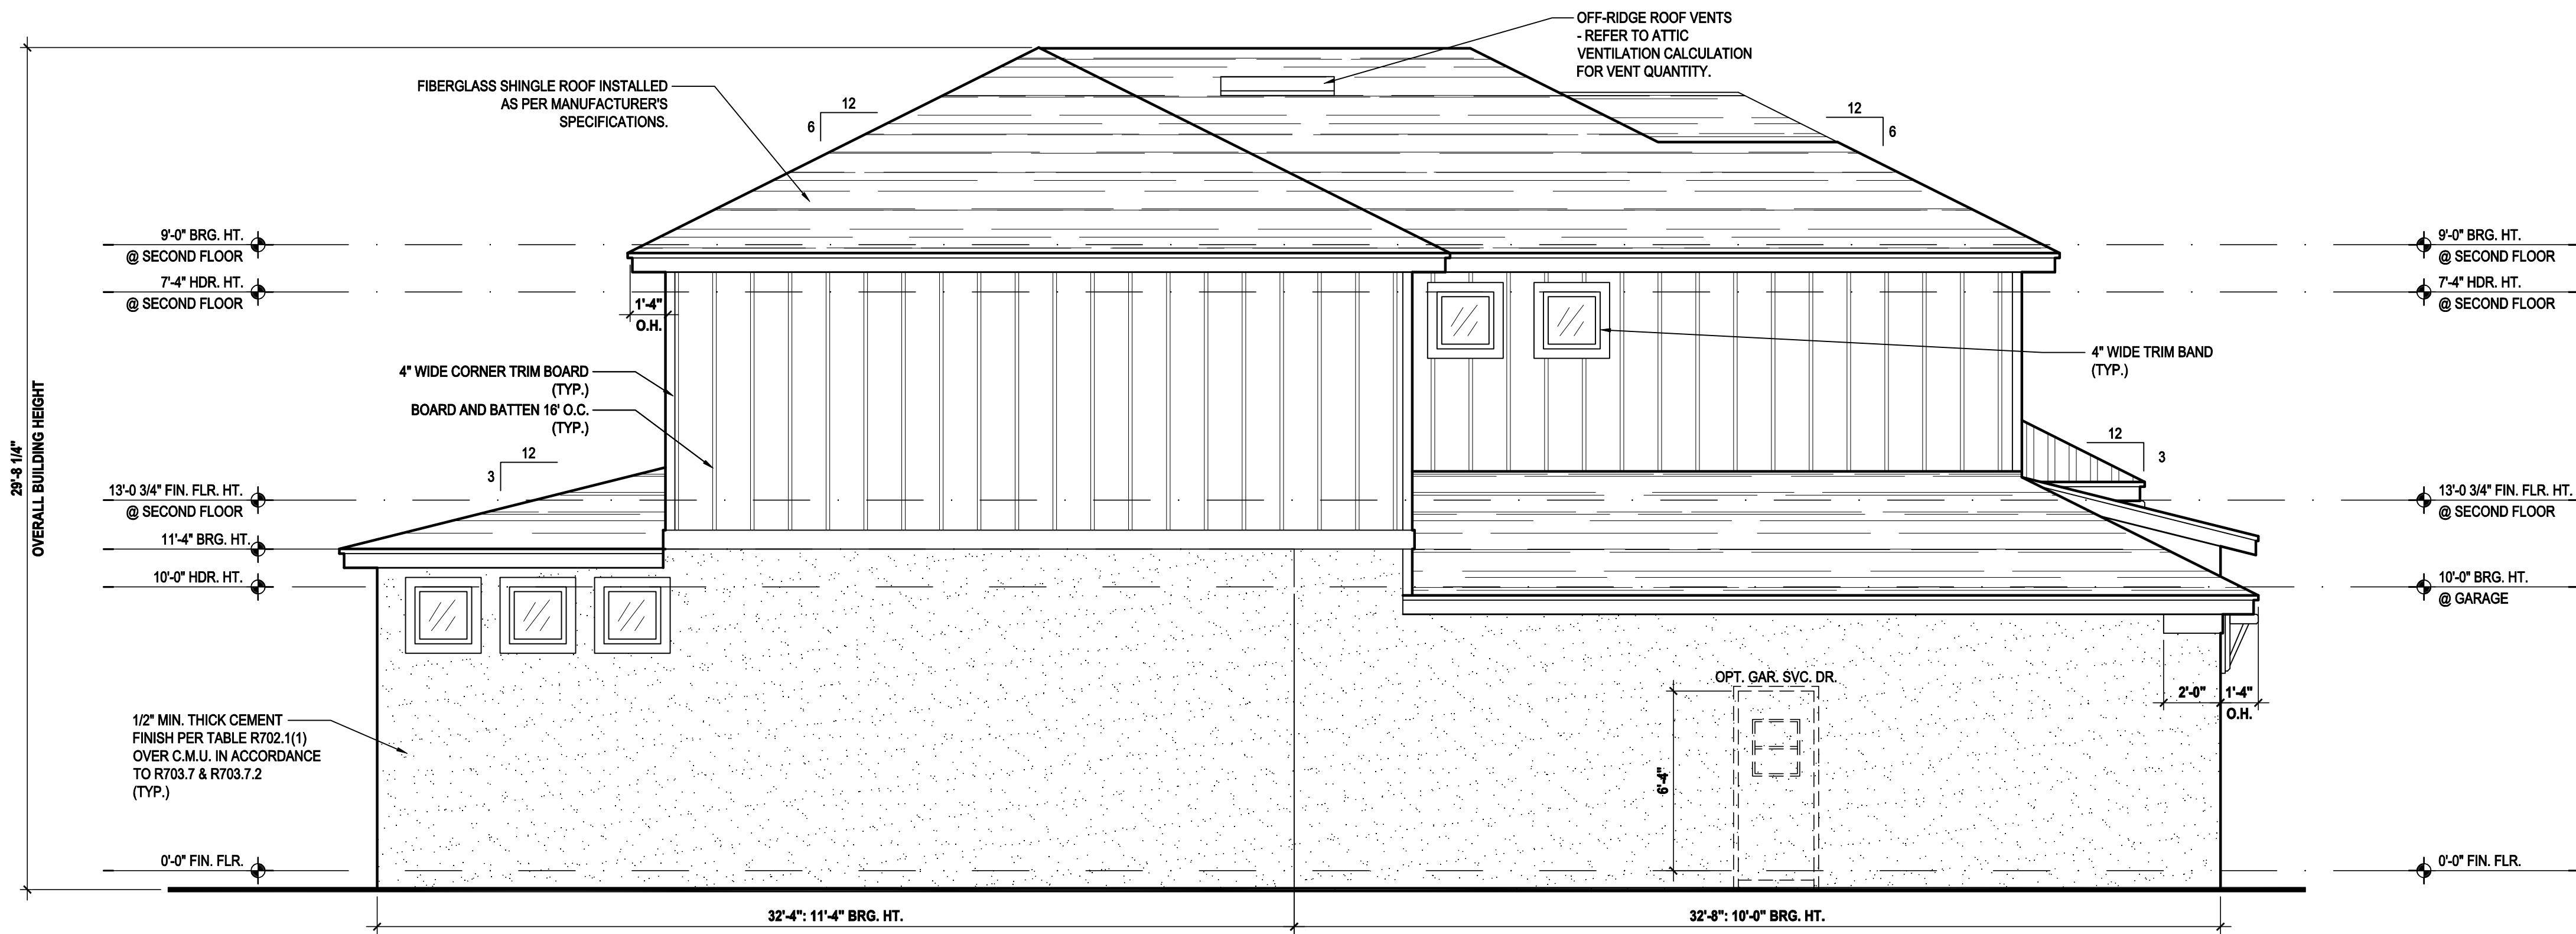 OFF-RIDGE ROOF VENTS
- REFER TO ATTIC
VENTILATION CALCULATION
FOR VENT QUANTITY.
FIBERGLASS SHINGLE ROOF INSTALLED
AS PER MANUFACTURER'S
SPECIFICATIONS.
12
6
12
6
9'-0" BRG. HT.
@ SECOND FLOOR
7'-4" HDR. HT.
@ SECOND FLOOR
9'-0" BRG. HT.
@ SECOND FLOOR
7'-4" HDR. HT.
@ SECOND FLOOR
1'-4"
O.H.
4" WIDE TRIM BAND
(TYP.)
4" WIDE CORNER TRIM BOARD
(TYP.)
BOARD AND BATTEN 16' O.C.
(TYP.)
29'-8 1/4"
OVERALL BUILDING HEIGHT
12
3
12
3
13'-0 3/4" FIN. FLR. HT.
@ SECOND FLOOR
11'-4" BRG. HT.
10'-0" HDR. HT.
13'-0 3/4" FIN. FLR. HT.
@ SECOND FLOOR
10'-0" BRG. HT.
@ GARAGE
OPT. GAR. SVC. DR.
6'-4"
2'-0"
1'-4"
O.H.
1/2" MIN. THICK CEMENT
FINISH PER TABLE R702.1(1)
OVER C.M.U. IN ACCORDANCE
TO R703.7 & R703.7.2
(TYP.)
0'-0" FIN. FLR.
0'-0" FIN. FLR.
32'-4": 11'-4" BRG. HT.
32'-8": 10'-0" BRG. HT.